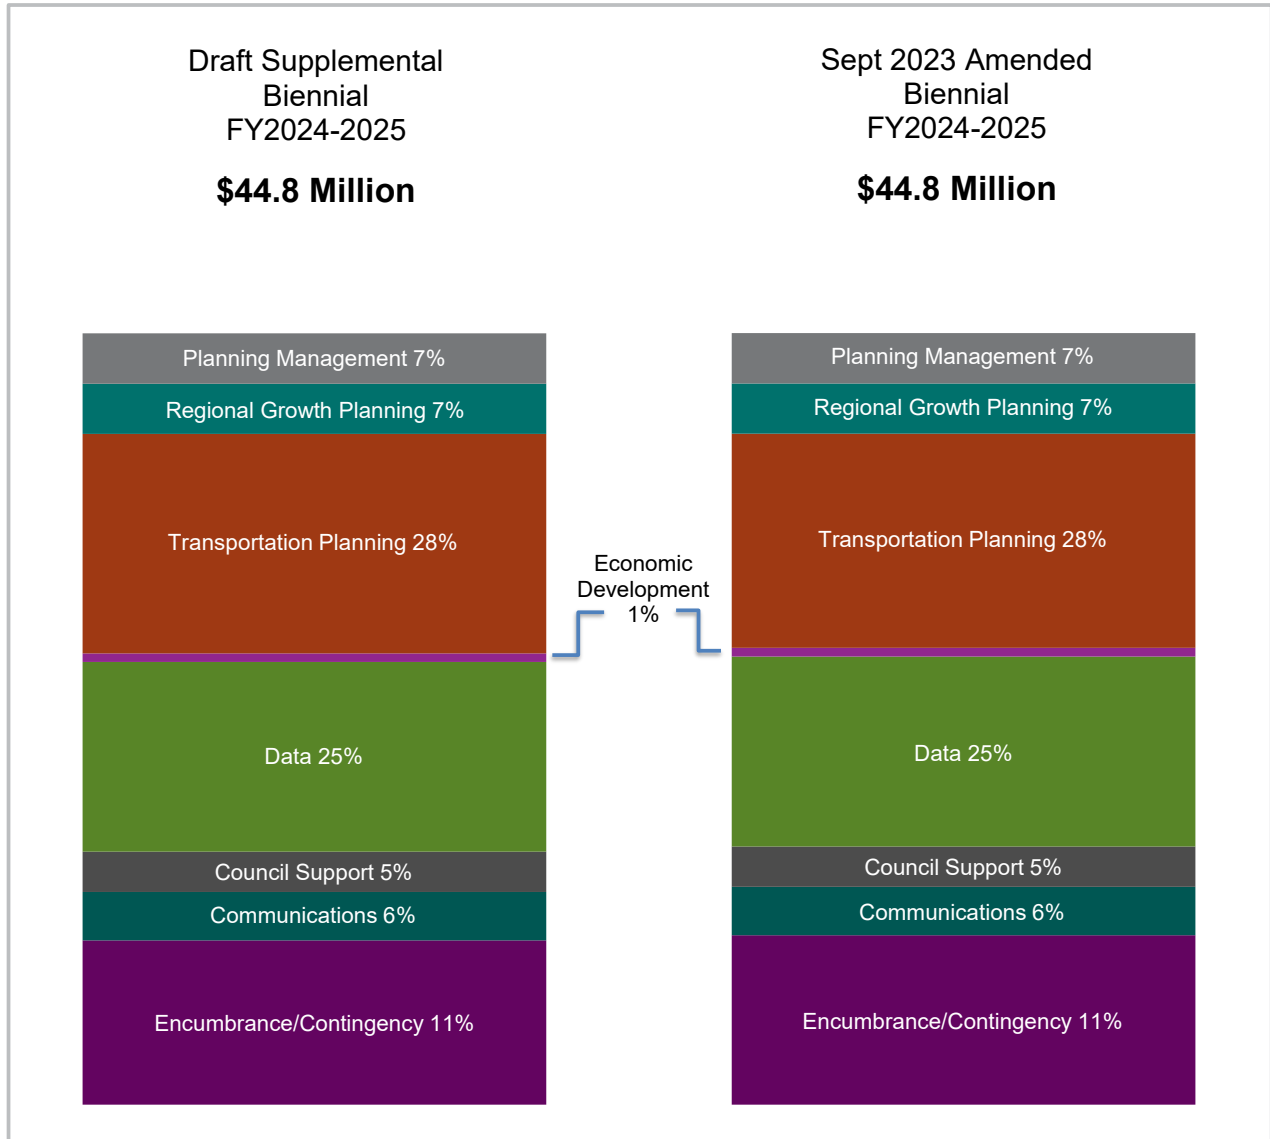 Draft Supplemental
Biennial
FY2024-2025
$44.8 Million
Planning Management 7%
Regional Growth Planning 7%
Transportation Planning 28%
Data 25%
Council Support 5%
Communications 6%
Encumbrance/Contingency 11%
Economic
Development
1%
Sept 2023 Amended
Biennial
FY2024-2025
$44.8 Million
Planning Management 7%
Regional Growth Planning 7%
Transportation Planning 28%
Data 25%
Council Support 5%
Communications 6%
Encumbrance/Contingency 11%